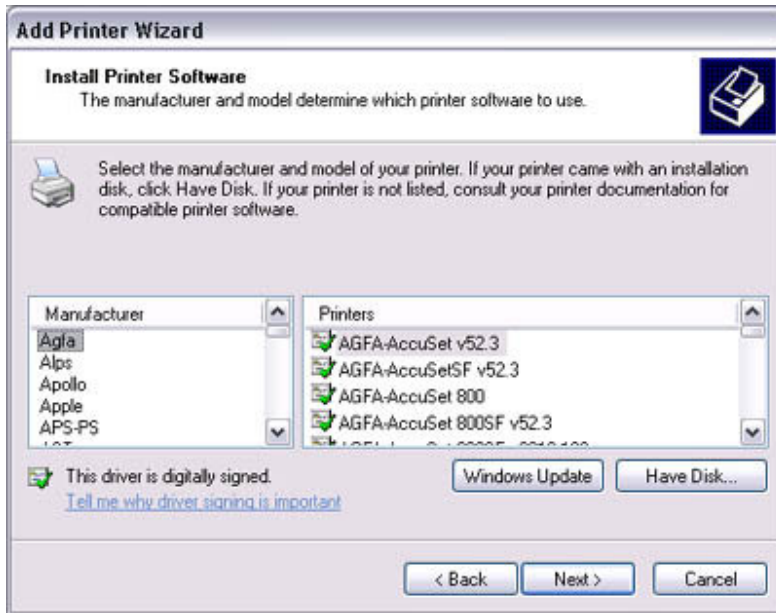 Add Printer Wizard
Install Printer Software
The manufacturer and model determine which printer software to use.
Select the manufacturer and model of your printer. If your printer came with an installation
disk, click Have Disk. If your printer is not listed, consult your printer documentation for
compatible printer software.
Manufacturer
Agfa
Alps
Apollo
Apple
APS-PS
Printers
AGFA-AccuSet v52.3
AGFA-AccuSetSF v52.3
AGFA-AccuSet 800
AGFA-AccuSet 800SF v52.3
This driver is digitally signed.
Tell me why driver signing is important
Windows Update
Have Disk...
< Back
Next >
Cancel